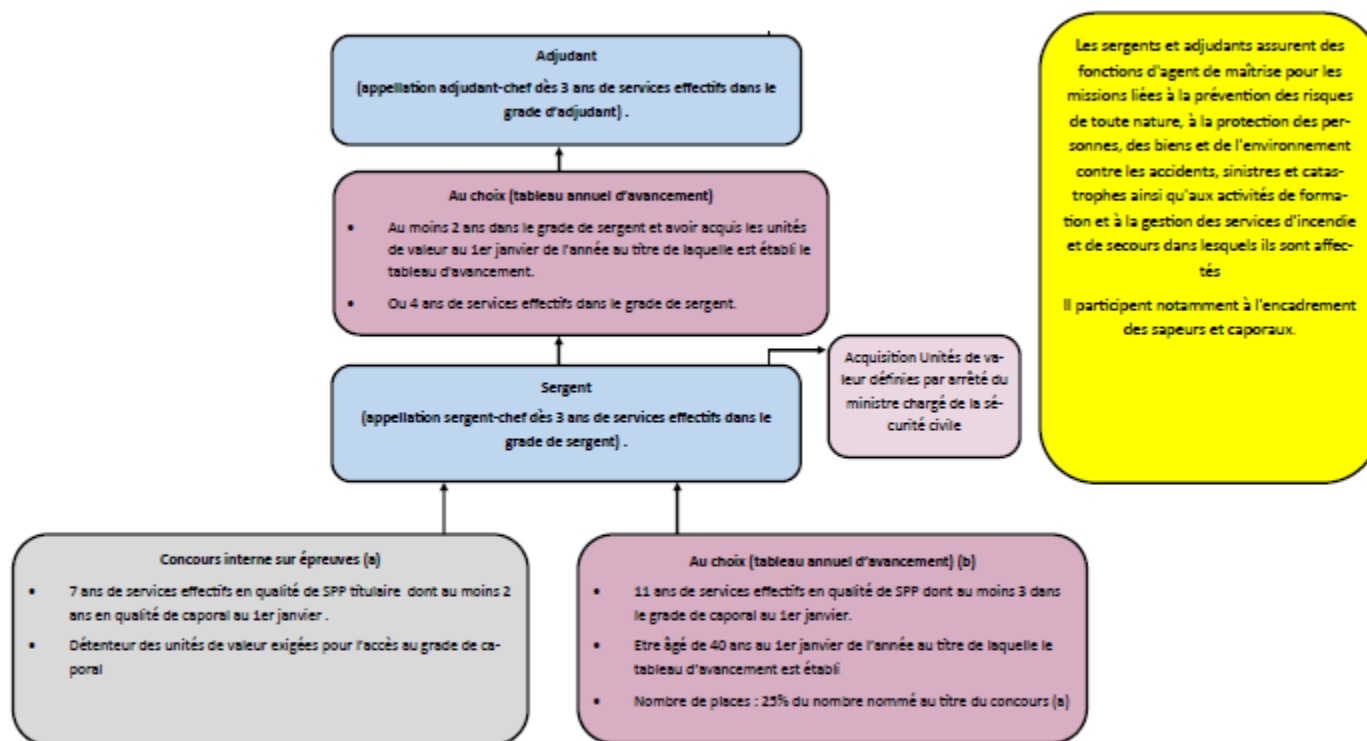 Adjudant
(appellation adjudant-chef dès 3 ans de services effectifs dans le
grade d'adjudant) .
Les sergents et adjudants assurent des
fonctions d'agent de maîtrise pour les
missions liées à la prévention des risques
de toute nature, à la protection des per-
sonnes, des biens et de l'environnement
contre les accidents, sinistres et catas-
trophes ainsi qu'aux activités de forma-
tion et à la gestion des services d'incendie
et de secours dans lesquels ils sont affec-
tés
Il participent notamment à l'encadrement
des sapeurs et caporaux.
Au choix (tableau annuel d'avancement)
• Au moins 2 ans dans le grade de sergent et avoir acquis les unités
de valeur au 1er janvier de l'année au titre de laquelle est établi le
tableau d'avancement.
• Ou 4 ans de services effectifs dans le grade de sergent.
Acquisition Unités de va-
leur définies par arrêté du
ministre chargé de la sé-
curité civile
Sergent
(appellation sergent-chef dès 3 ans de services effectifs dans le
grade de sergent) .
Concours interne sur épreuves (a)
• 7 ans de services effectifs en qualité de SPP titulaire dont au moins 2
ans en qualité de caporal au 1er janvier .
• Détenteur des unités de valeur exigées pour l'accès au grade de ca-
poral
Au choix (tableau annuel d'avancement) (b)
• 11 ans de services effectifs en qualité de SPP dont au moins 3 dans
le grade de caporal au 1er janvier.
• Etre âgé de 40 ans au 1er janvier de l'année au titre de laquelle le
tableau d'avancement est établi
• Nombre de places : 25% du nombre nommé au titre du concours (a)